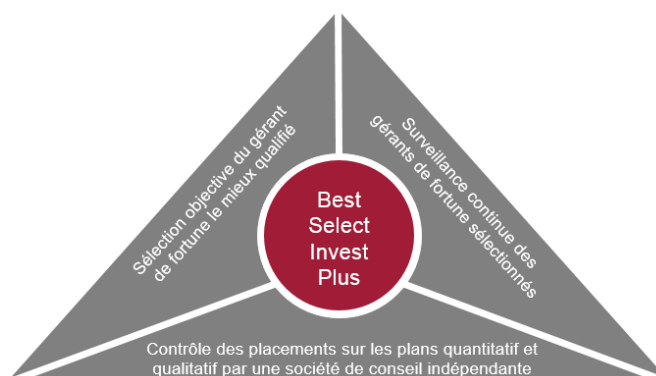 Sélection objective du gérant
de fortune le mieux qualifié
Surveillance continue des
gérants de fortune sélectionnés
Best
Select
Invest
Plus
Contrôle des placements sur les plans quantitatif et
qualitatif par une société de conseil indépendante